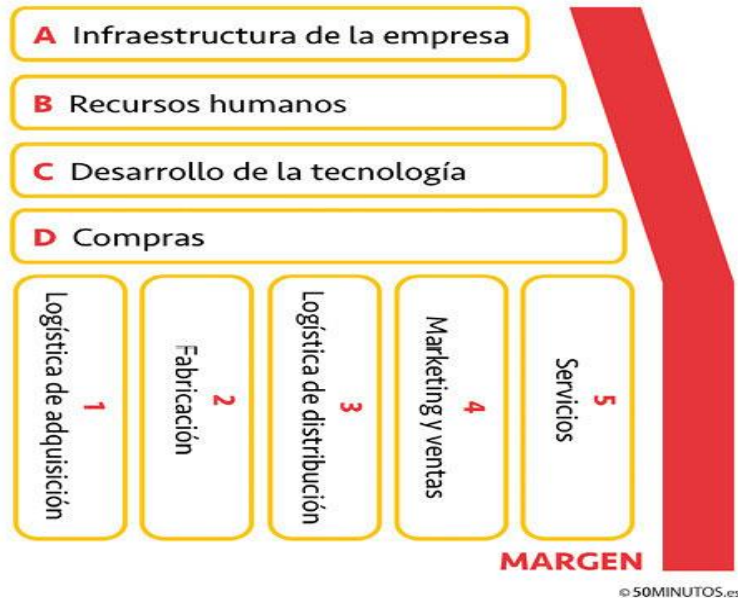 A Infraestructura de la empresa
B Recursos humanos
C Desarrollo de la tecnología
D Compras
1
Logística de adquisición
2
Fabricación
3
Logística de distribución
4
Marketing y ventas
5
Servicios
MARGEN
© 50MINUTOS.es